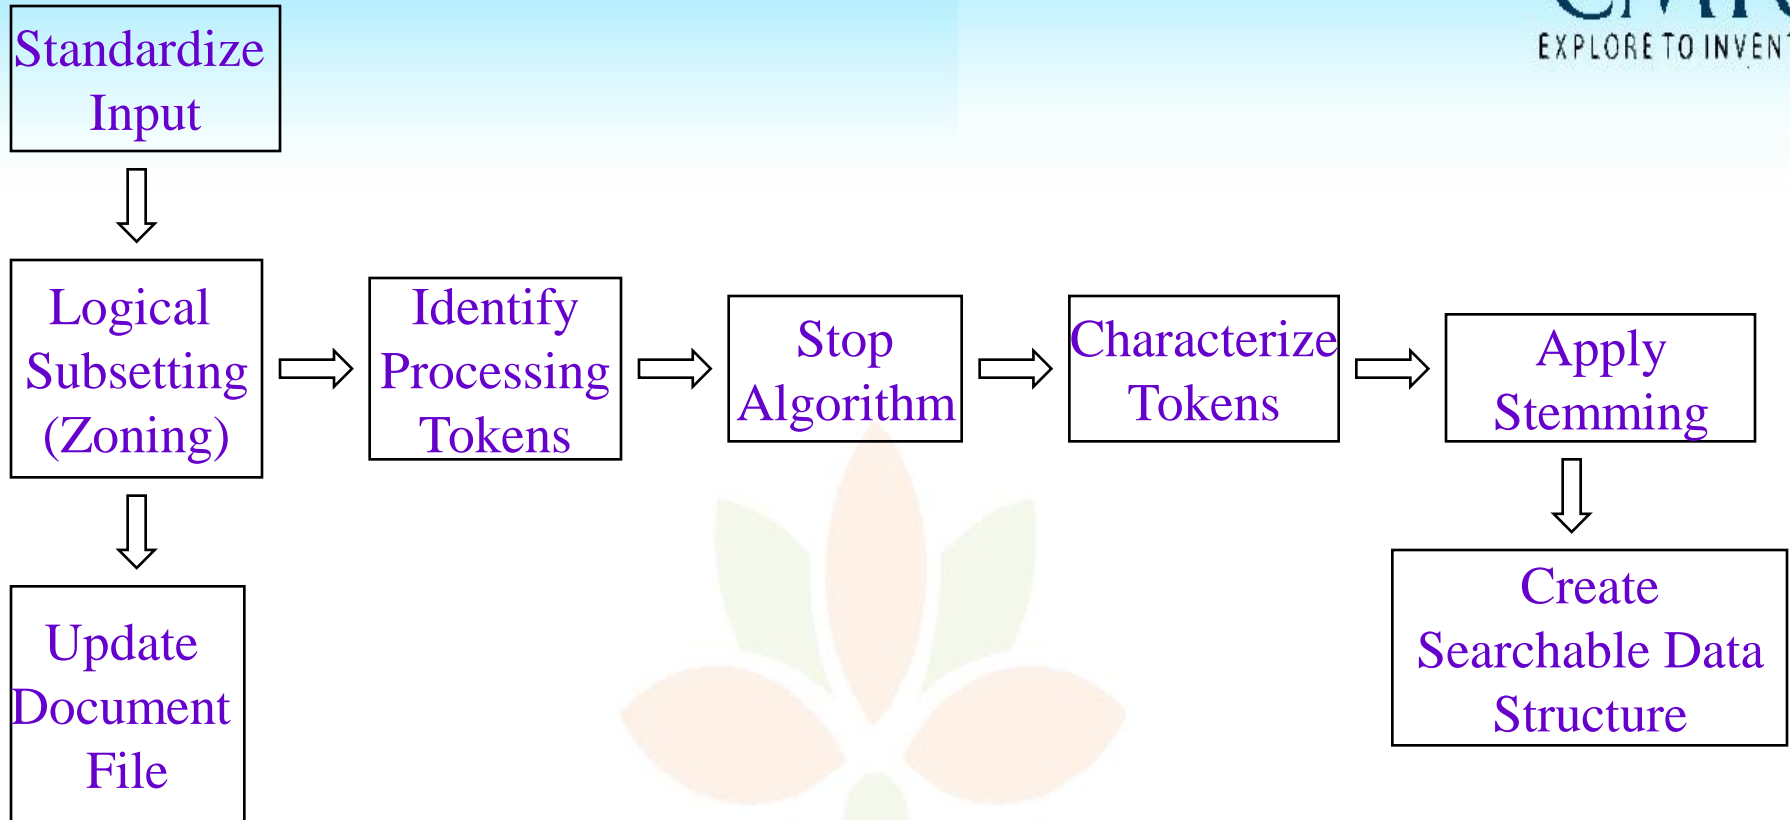 EXPLORE TO INVENT
Standardize
Input
Logical
Subsetting
(Zoning)
Identify
Processing
Tokens
Stop
Algorithm
Characterize
Tokens
Apply
Stemming
Update
Document
File
Create
Searchable Data
Structure